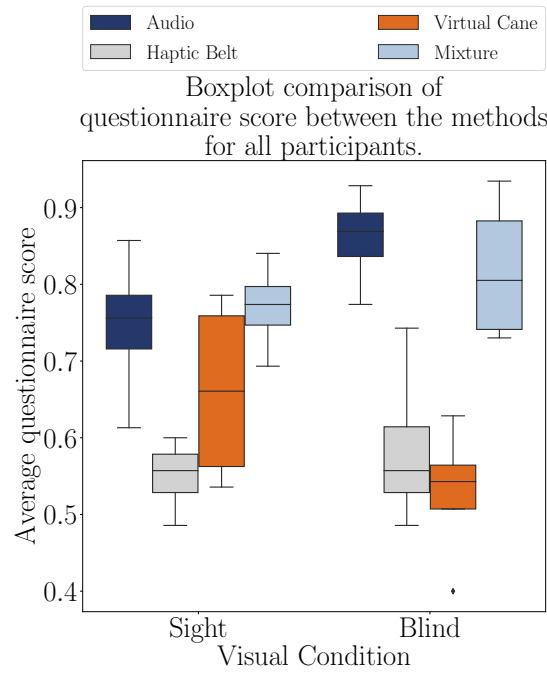 Audio
Haptic Belt
Virtual Cane
Mixture
Boxplot comparison of
questionnaire score between the methods
for all participants.
Average questionnaire score
0.9
0.8
0.7
0.6
0.5
0.4
Sight
Blind
Visual Condition